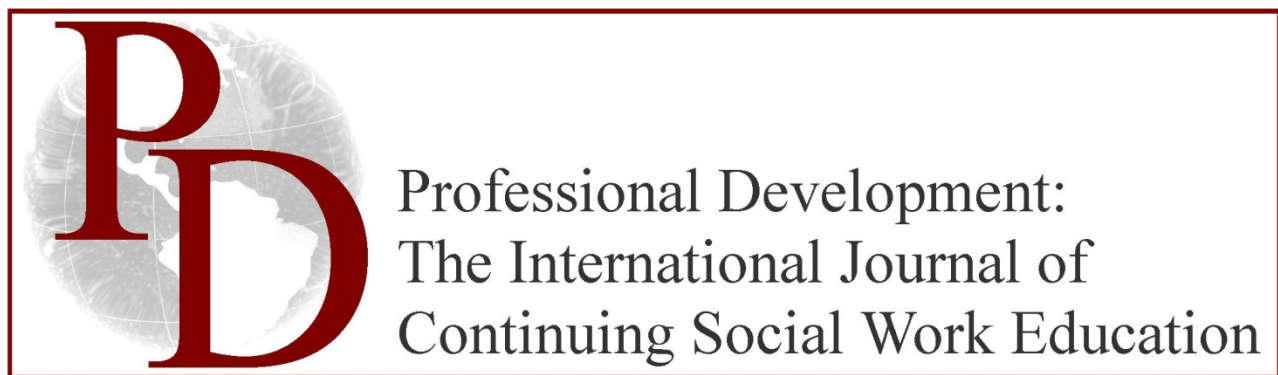 PD
Professional Development:
The International Journal of
Continuing Social Work Education